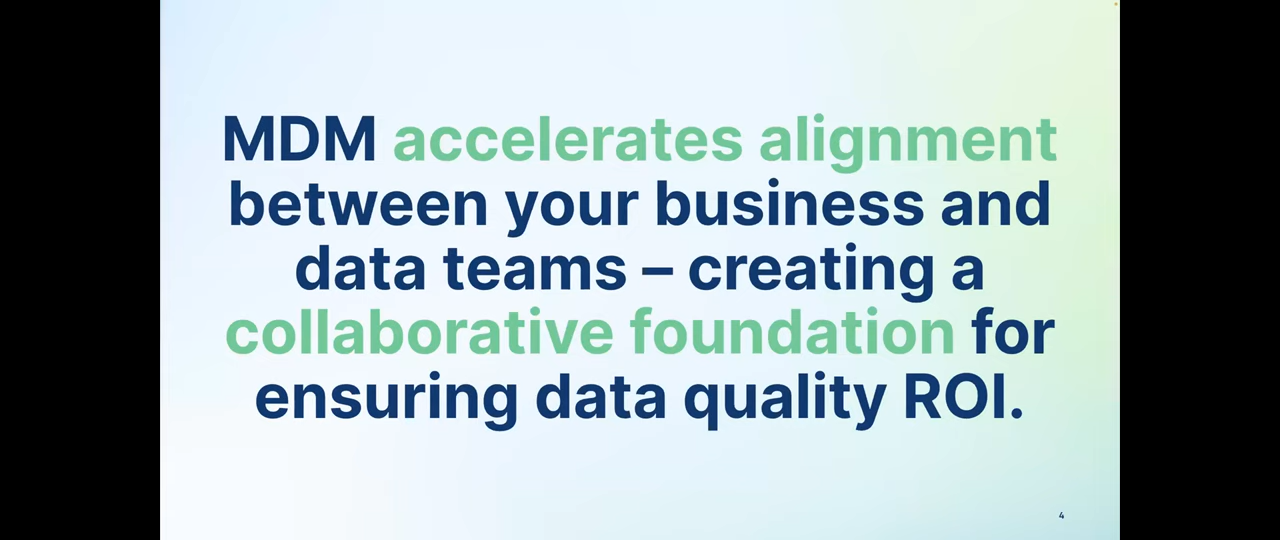 MDM accelerates alignment
between your business and
data teams – creating a
collaborative foundation for
ensuring data quality ROI.
4